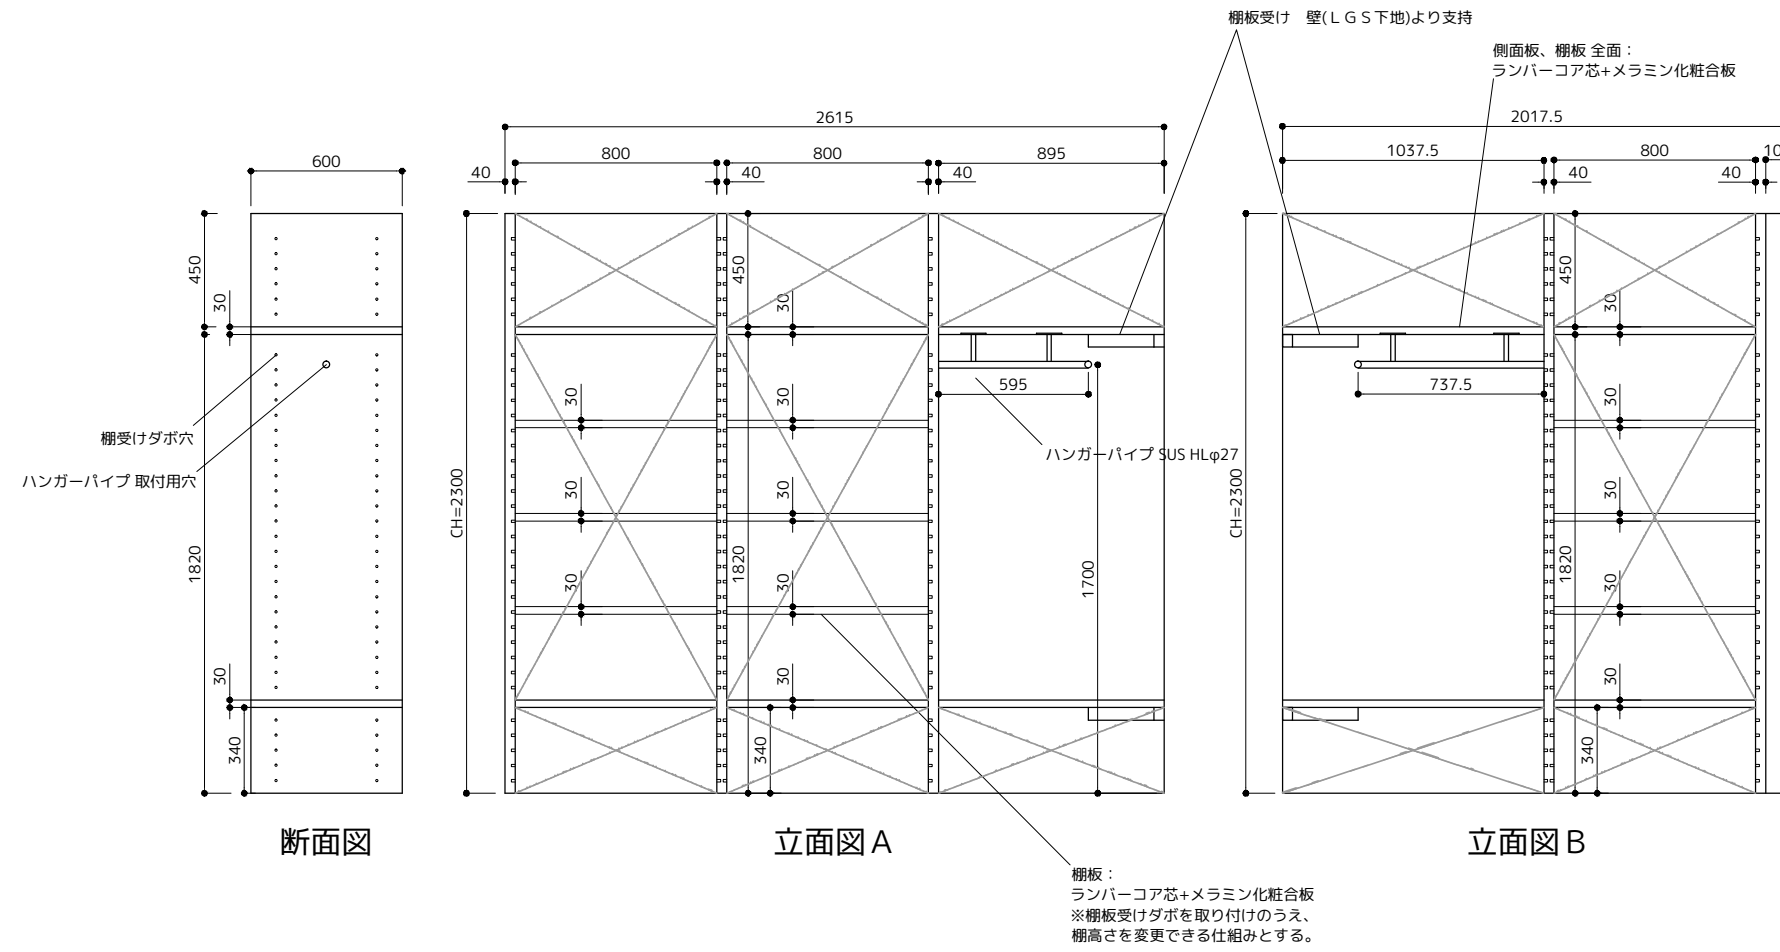 棚板受け　壁(ＬＧＳ下地)より支持
側面板、棚板 全面：
ランバーコア芯+メラミン化粧合板
2615
2017.5
600
800
800
895
1037.5
800
10
40
40
40
40
40
450
30
450
30
450
30
595
737.5
30
30
30
棚受けダボ穴
ハンガーパイプ 取付用穴
ハンガーパイプ SUS HLφ27
CH=2300
CH=2300
30
30
30
1820
1820
1700
1820
30
30
30
30
30
30
340
340
340
断面図
立面図Ａ
立面図Ｂ
棚板：
ランバーコア芯+メラミン化粧合板
※棚板受けダボを取り付けのうえ、
棚高さを変更できる仕組みとする。